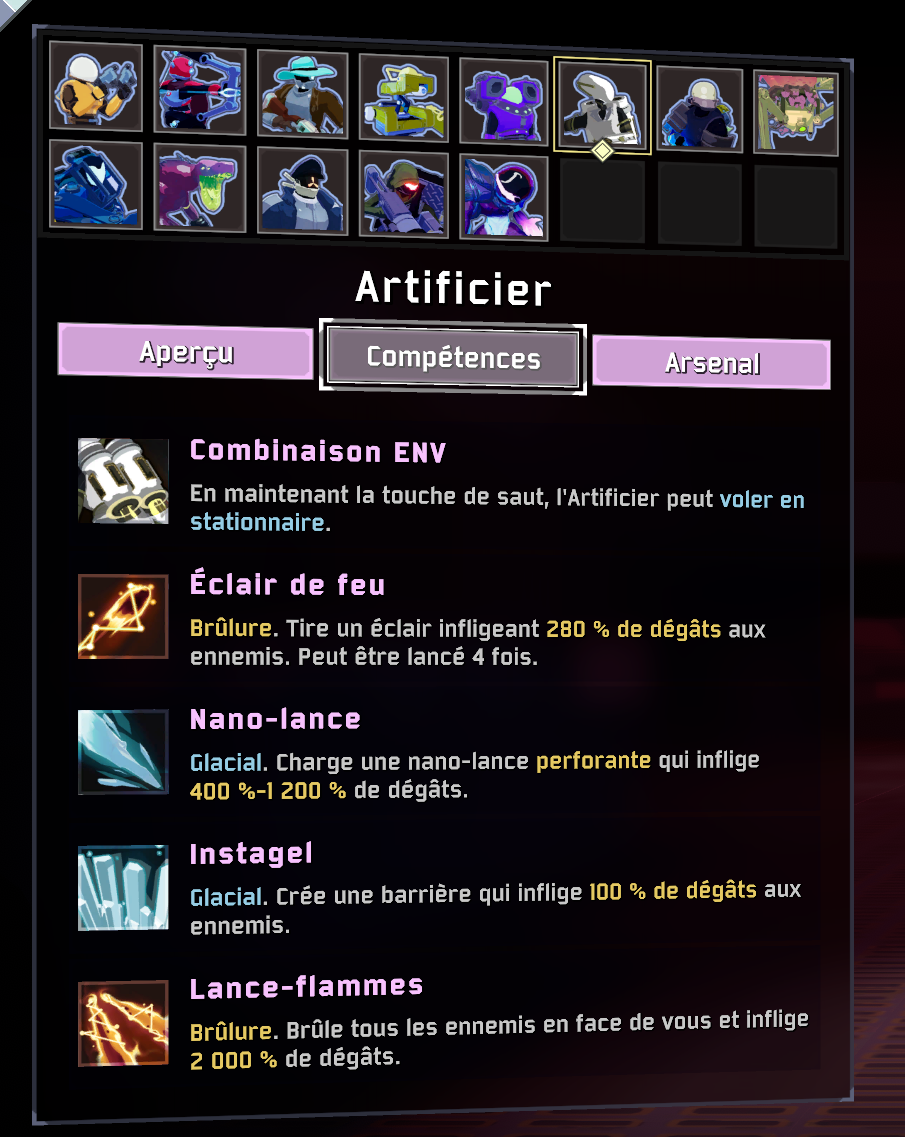 Artificier
Aperçu
Compétences
Arsenal
Combinaison ENV
En maintenant la touche de saut, l'Artificier peut voler en
stationnaire.
Éclair de feu
Brûlure. Tire un éclair infligeant 280 % de dégâts aux
ennemis. Peut être lancé 4 fois.
Nano-lance
Glacial. Charge une nano-lance perforante qui inflige
400 %-1 200 % de dégâts.
Instagel
Glacial. Crée une barrière qui inflige 100 % de dégâts aux
ennemis.
Lance-flammes
Brûlure. Brûle tous les ennemis en face de vous et inflige
2 000 % de dégâts.